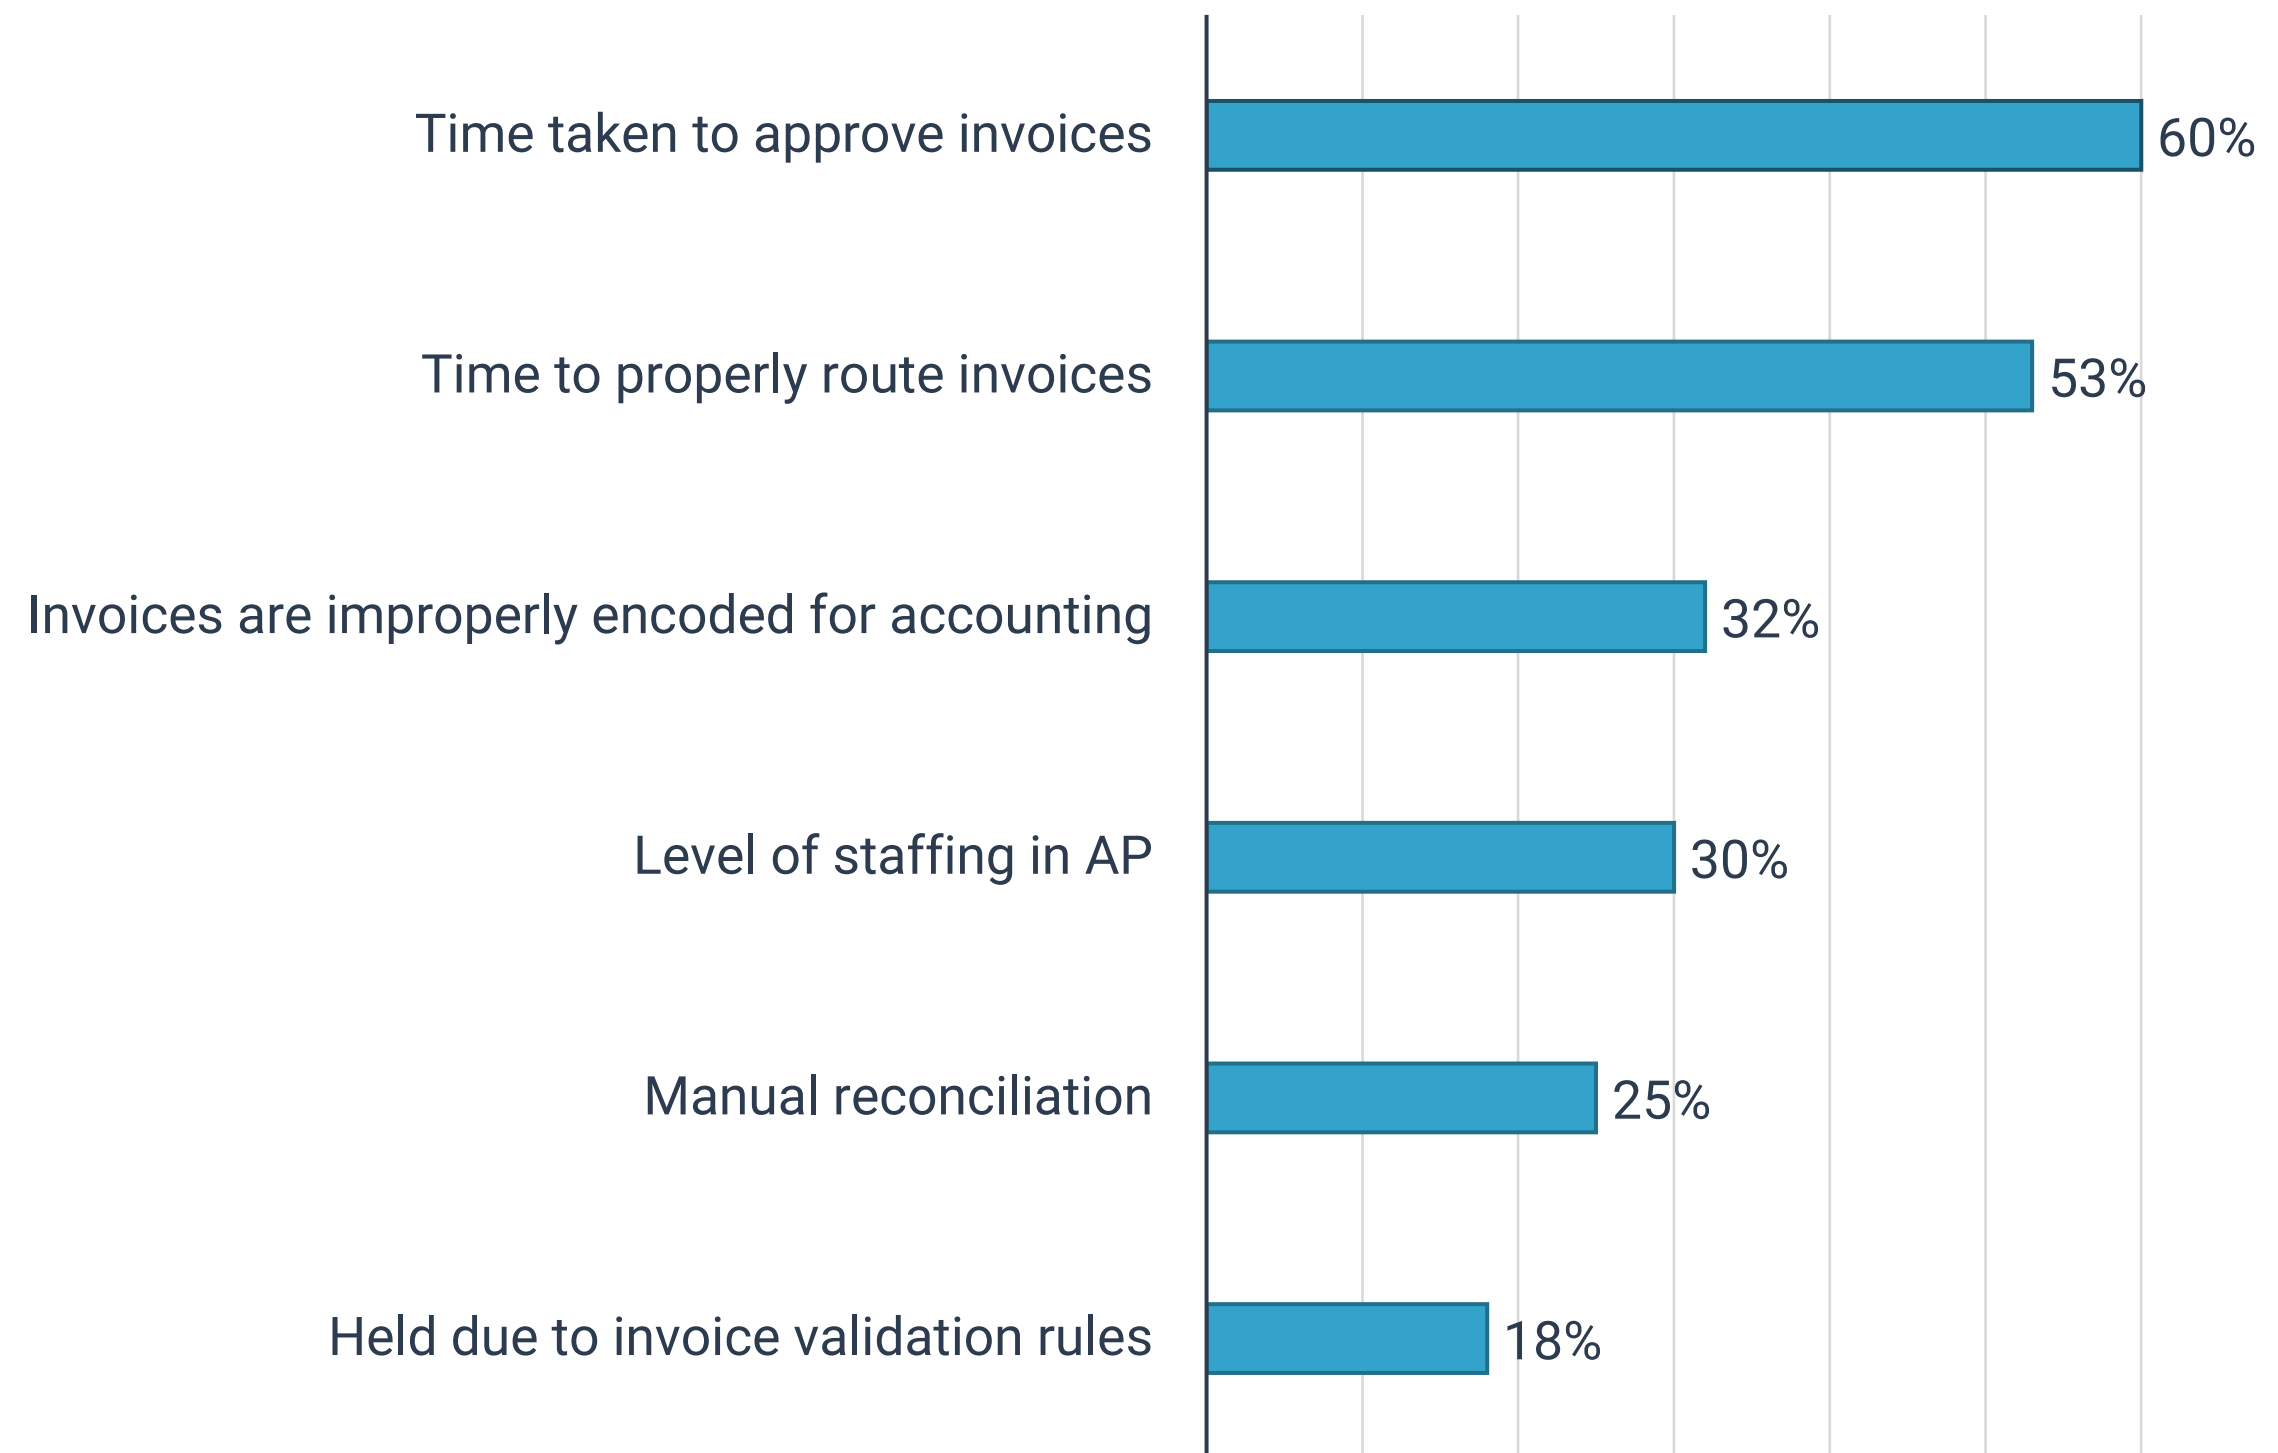 Time taken to approve invoices 60%
Time to properly route invoices 53%
Invoices are improperly encoded for accounting 32%
Level of staffing in AP 30%
Manual reconciliation 25%
Held due to invoice validation rules 18%